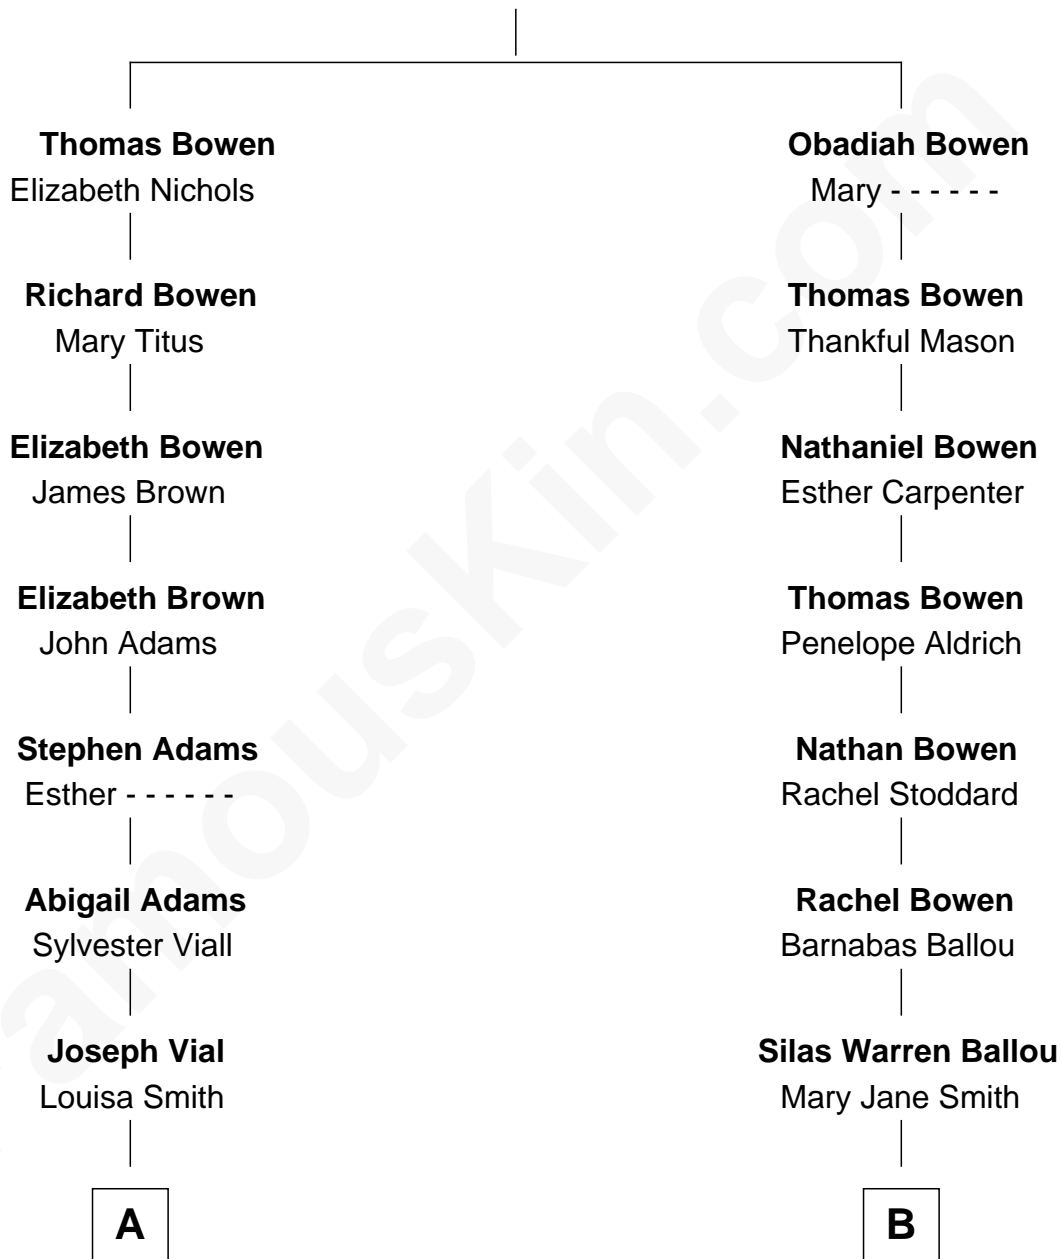 Thomas Bowen
Elizabeth Nichols
Obadiah Bowen
Mary - - - - - -
Richard Bowen
Mary Titus
Thomas Bowen
Thankful Mason
Elizabeth Bowen
James Brown
Nathaniel Bowen
Esther Carpenter
Elizabeth Brown
John Adams
Thomas Bowen
Penelope Aldrich
Stephen Adams
Esther - - - - - -
Nathan Bowen
Rachel Stoddard
Abigail Adams
Sylvester Viall
Rachel Bowen
Barnabas Ballou
Joseph Vial
Louisa Smith
Silas Warren Ballou
Mary Jane Smith
A
B
amouskin.com